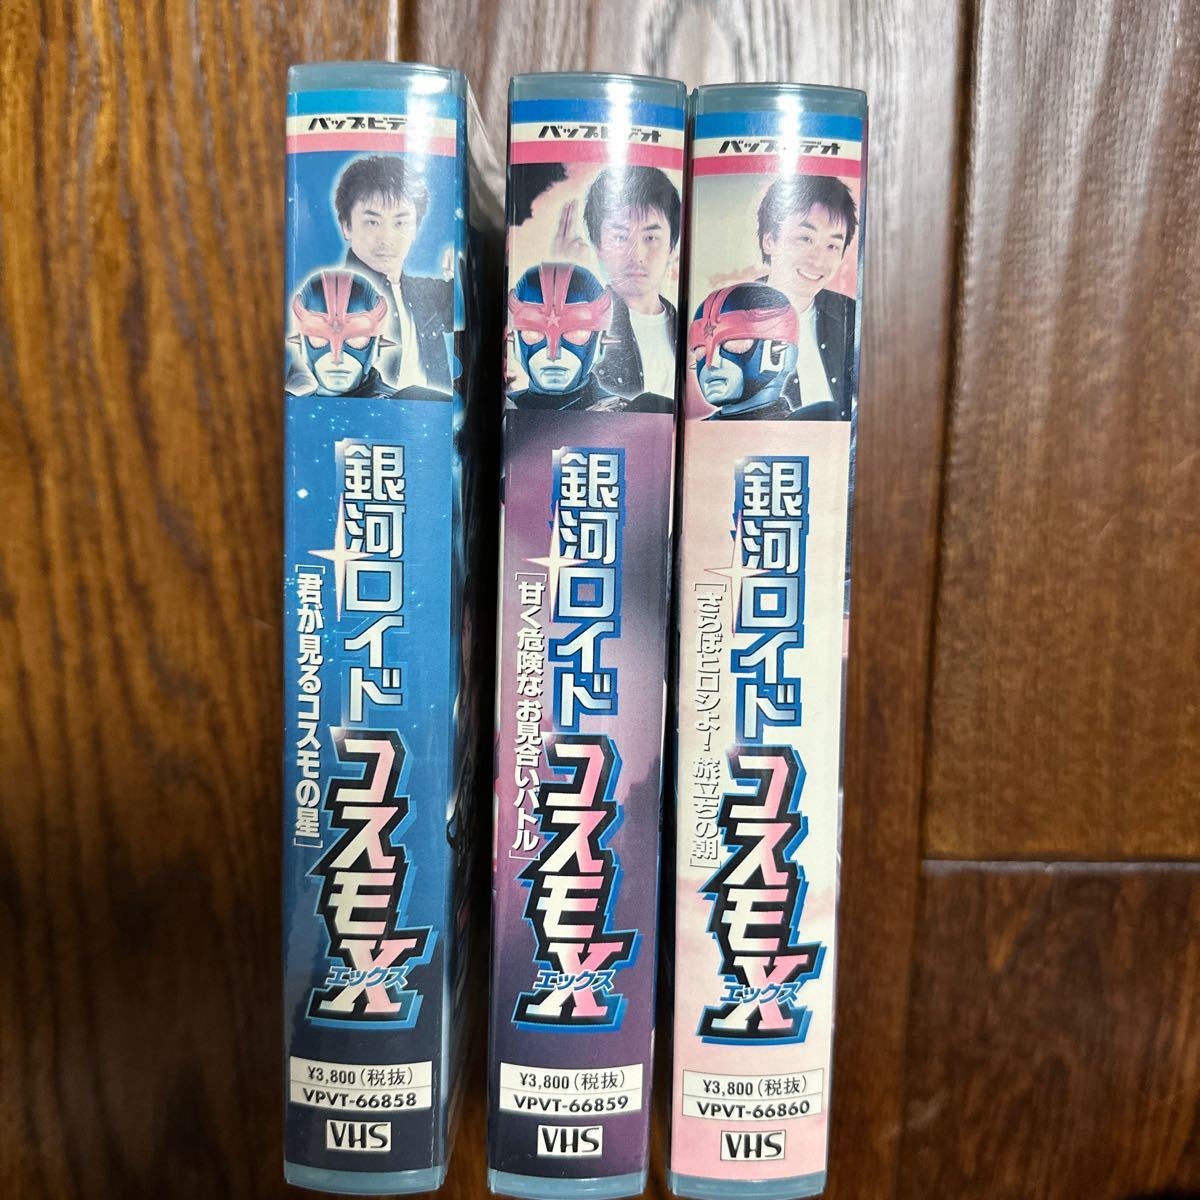 バップビデ
銀河ロイド
コスモX
エックス
[君が見るコスモの星]
¥3,800(税抜)
VPVT-66858
VHS
バップビデオ
銀河ロイド
コスモX
エックス
[甘く危険なお見合いバトル]
¥3,800(税抜)
VPVT-66859
VHS
バップビデオ
銀河ロイド
コスモX
エックス
[さらばヒロシよ!旅立ちの朝]
¥3,800(税抜)
VPVT-66860
VHS